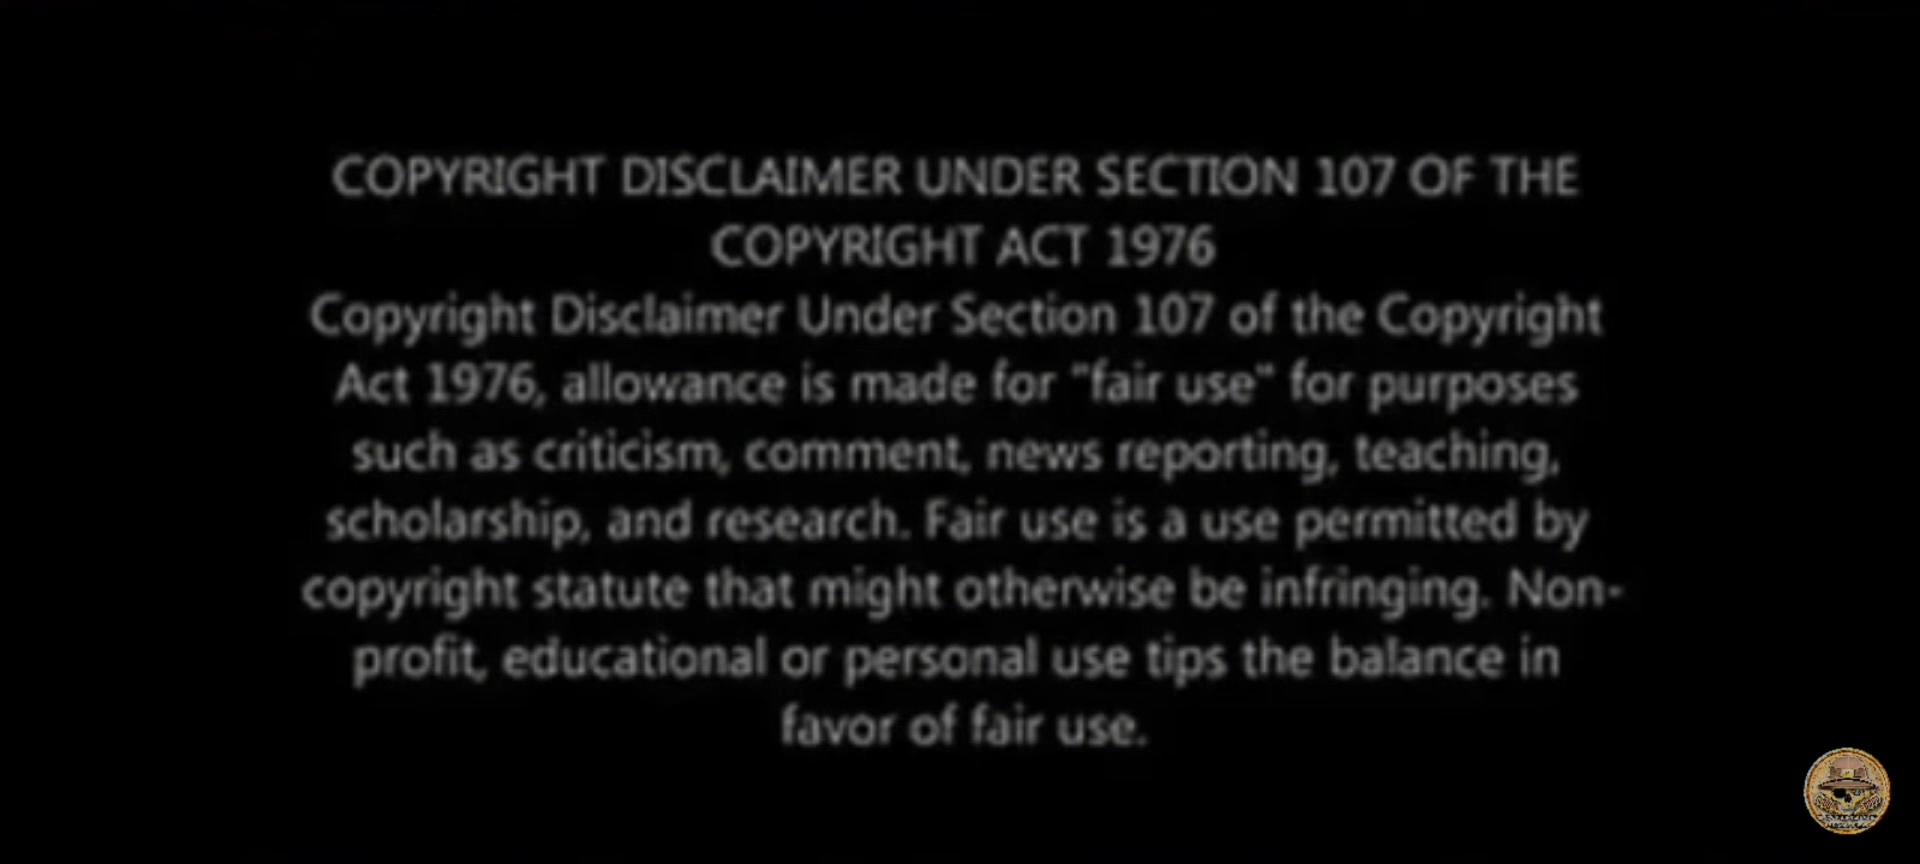 COPYRIGHT DISCLAIMER UNDER SECTION 107 OF THE
COPYRIGHT ACT 1976
Copyright Disclaimer Under Section 107 of the Copyright
Act 1976, allowance is made for "fair use" for purposes
such as criticism, comment, news reporting, teaching,
scholarship, and research. Fair use is a use permitted by
copyright statute that might otherwise be infringing. Non-
profit, educational or personal use tips the balance in
favor of fair use.